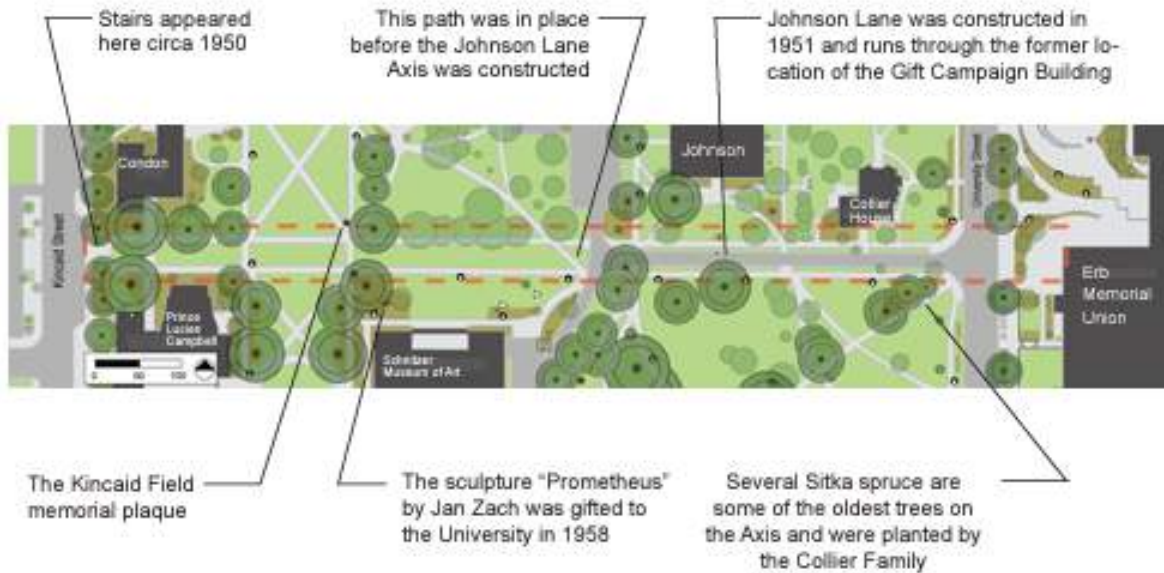 Stairs appeared
here circa 1950
This path was in place
before the Johnson Lane
Axis was constructed
Johnson Lane was constructed in
1951 and runs through the former lo-
cation of the Gift Campaign Building
Condon
Johnson
Collier
House
Kincaid Street
University Street
Prince
Lucien
Campbell
Schnitzer
Museum of Art
Erb
Memorial
Union
0
The Kincaid Field
memorial plaque
The sculpture “Prometheus”
by Jan Zach was gifted to
the University in 1958
Several Sitka spruce are
some of the oldest trees on
the Axis and were planted by
the Collier Family